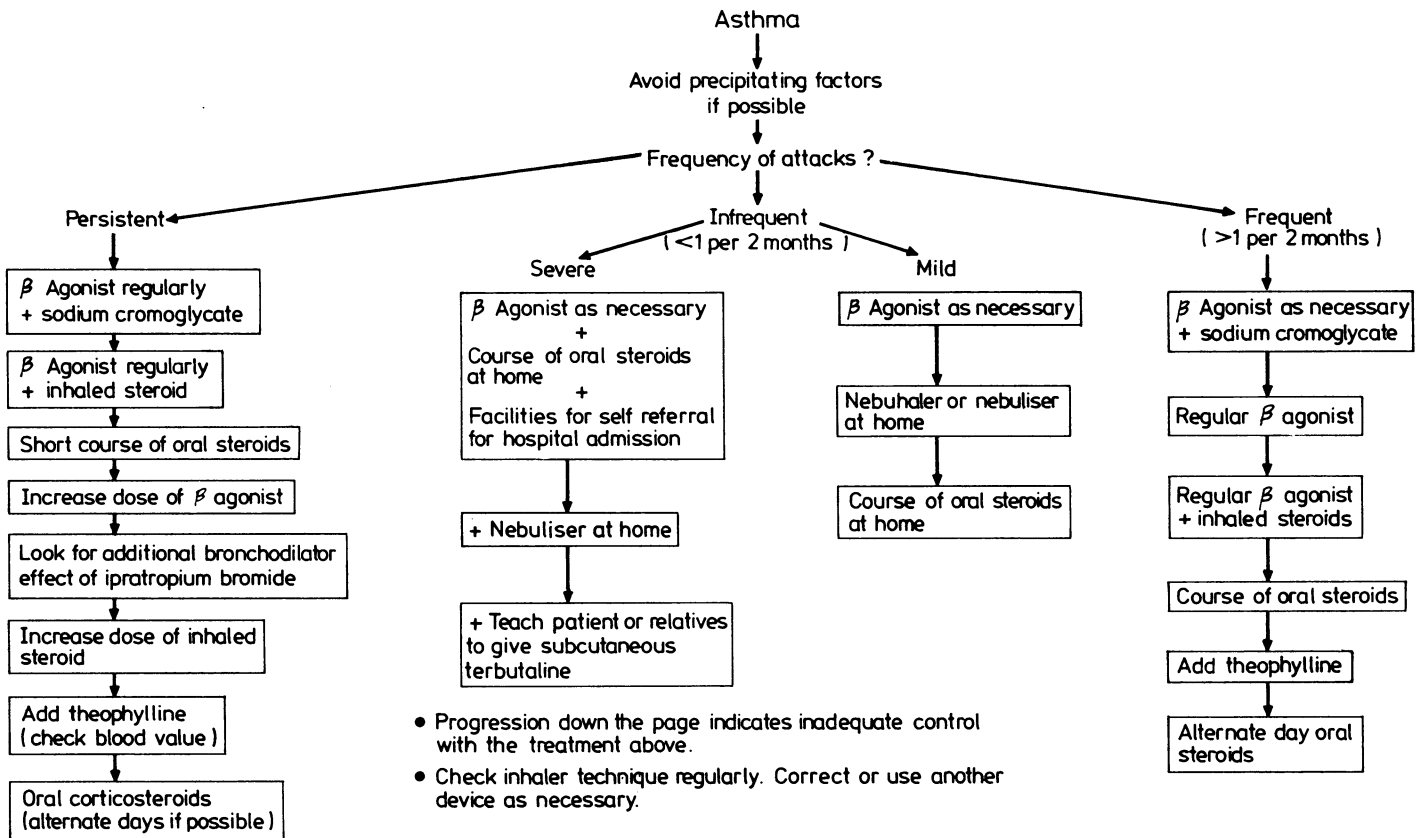 Asthma
Avoid precipitating factors
if possible
Frequency of attacks ?
Persistent
β Agonist regularly
+ sodium cromoglycate
β Agonist regularly
+ inhaled steroid
Short course of oral steroids
Increase dose of β agonist
Look for additional bronchodilator
effect of ipratropium bromide
Increase dose of inhaled
steroid
Add theophylline
(check blood value)
Oral corticosteroids
(alternate days if possible)
Infrequent
(<1 per 2 months)
Severe
β Agonist as necessary
+
Course of oral steroids
at home
+
Facilities for self referral
for hospital admission
+ Nebuliser at home
+ Teach patient or relatives
to give subcutaneous
terbutaline
Mild
β Agonist as necessary
Nebuhaler or nebuliser
at home
Course of oral steroids
at home
Frequent
(>1 per 2 months)
β Agonist as necessary
+ sodium cromoglycate
Regular β agonist
Regular β agonist
+ inhaled steroids
Course of oral steroids
Add theophylline
Alternate day oral
steroids
• Progression down the page indicates inadequate control
with the treatment above.
• Check inhaler technique regularly. Correct or use another
device as necessary.